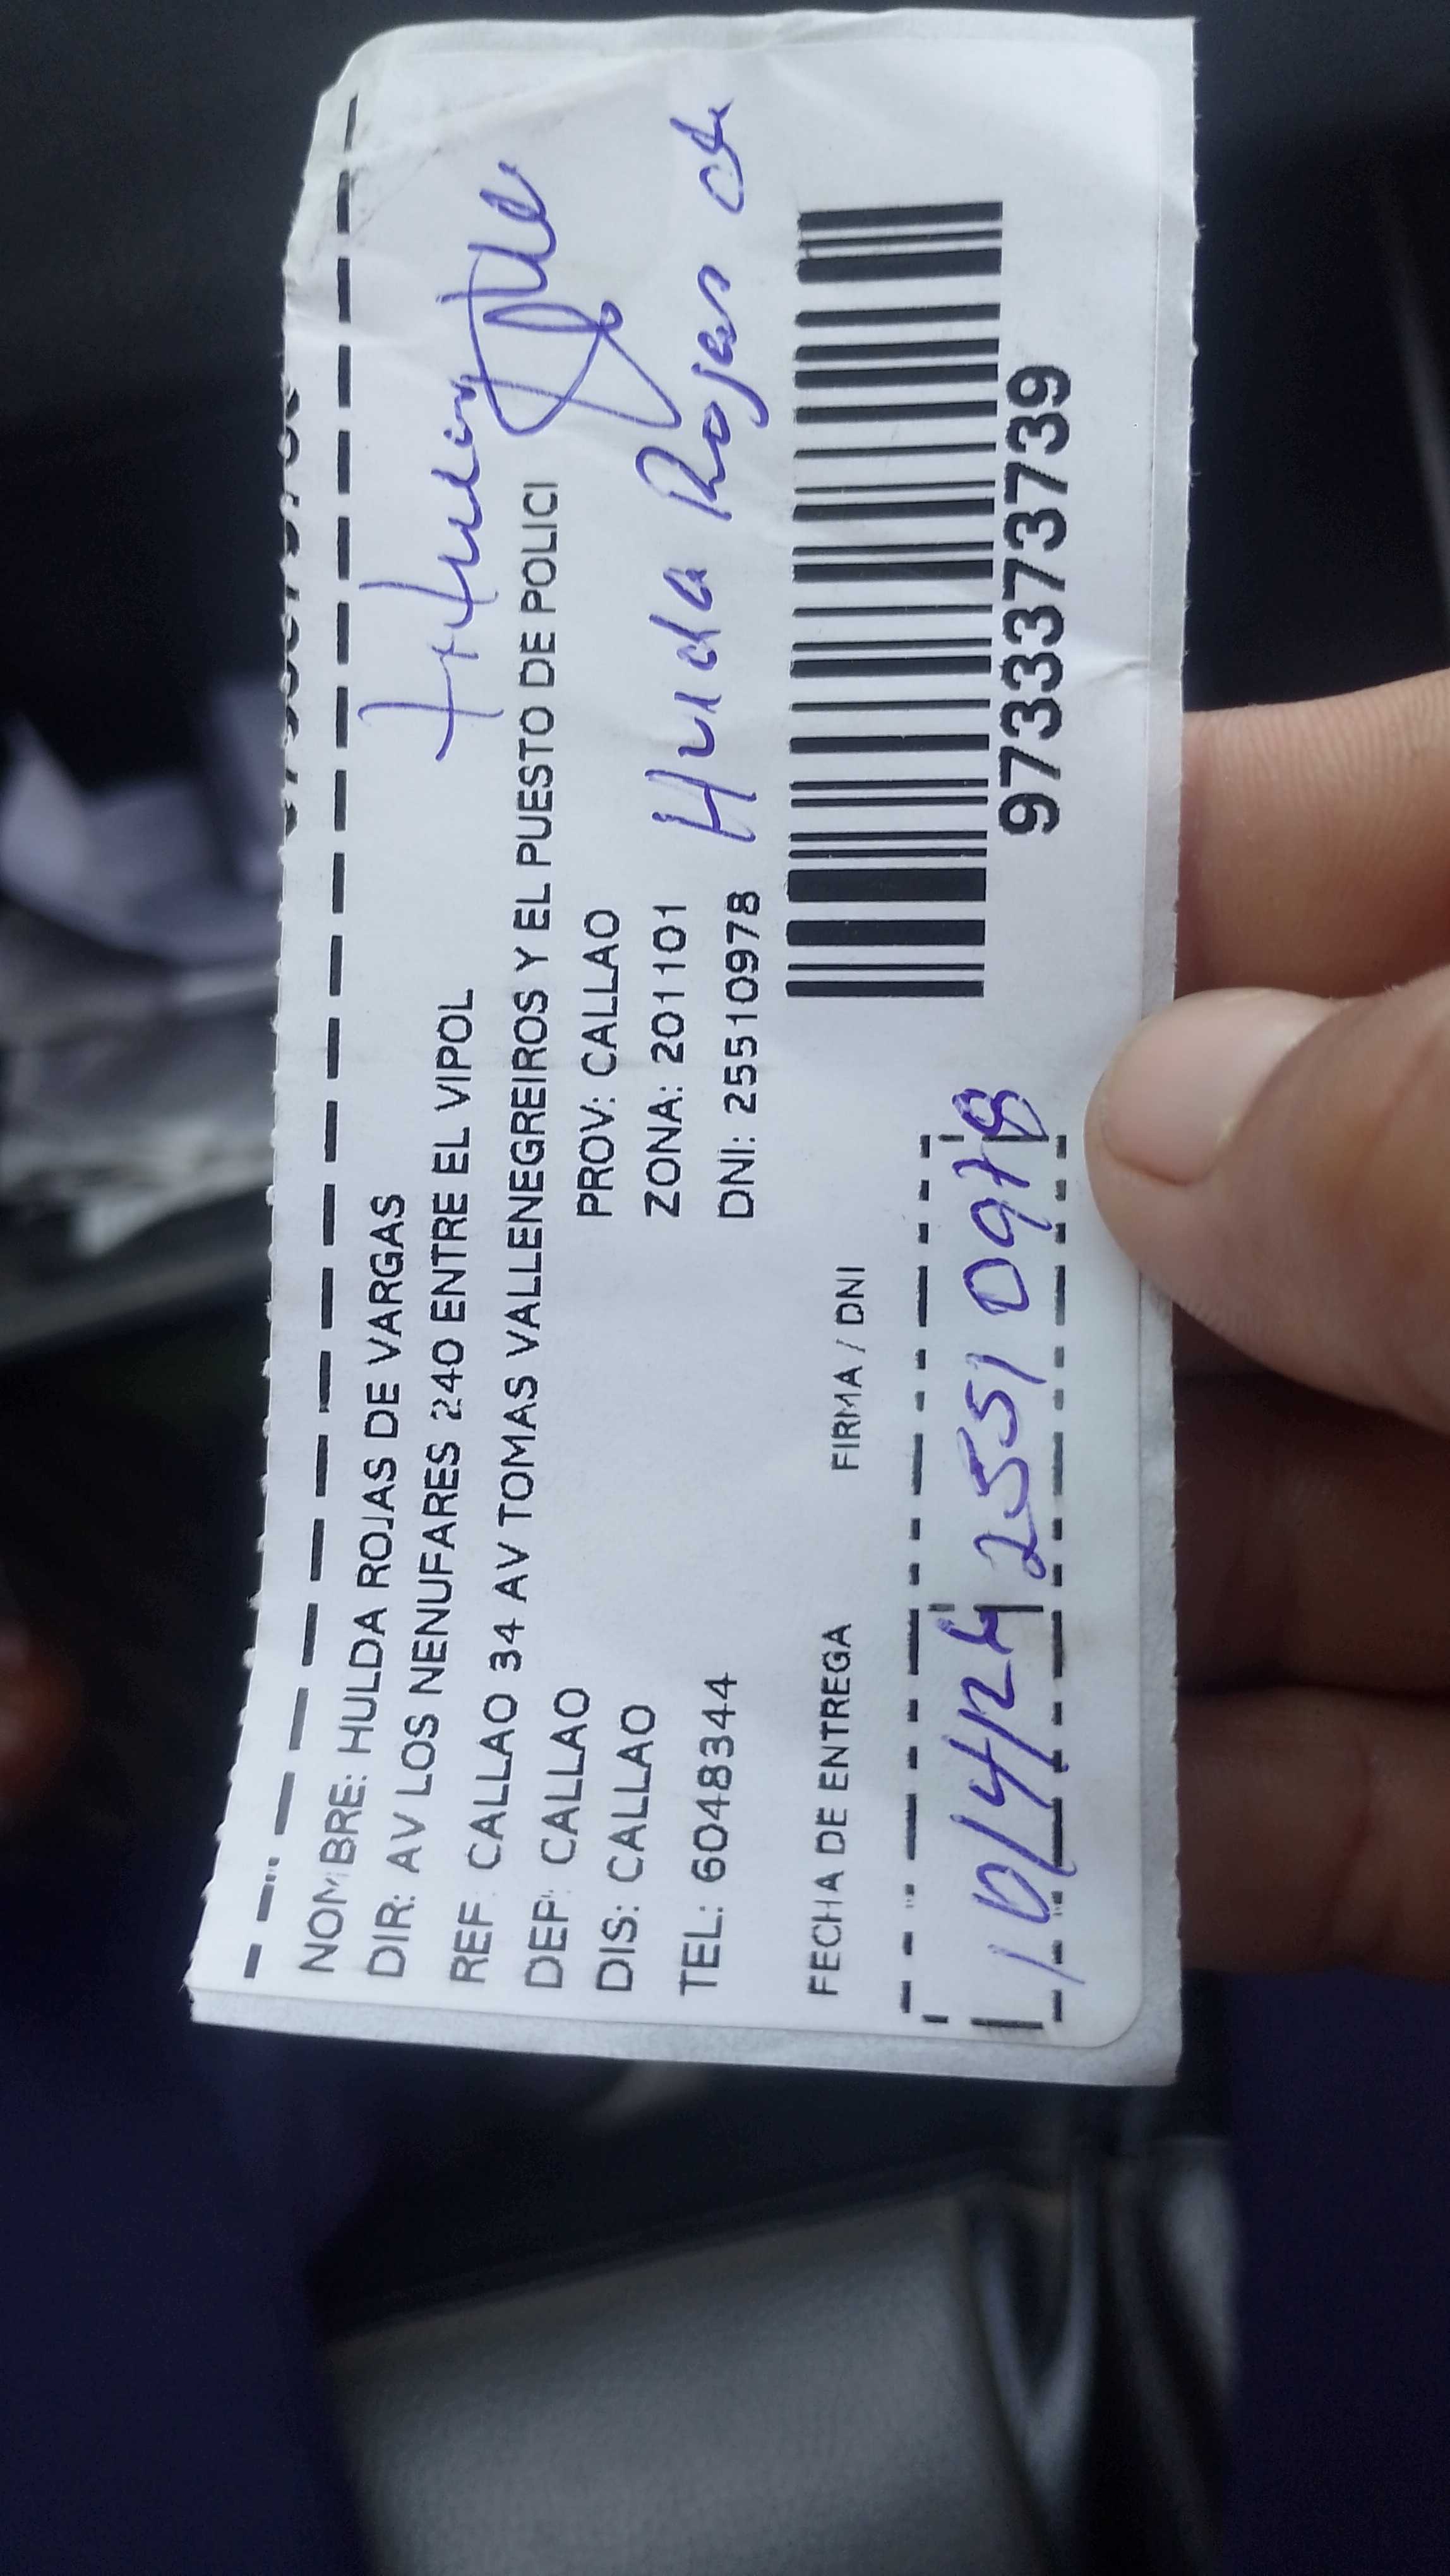 NOMBRE: HULDA ROJAS DE VARGAS
DIR: AV LOS NENUFARES 240 ENTRE EL VIPOL
REF: CALLAO 34 AV TOMAS VALLENEGREIROS Y EL PUESTO DE POLICI
DEP: CALLAO PROV: CALLAO
DIS: CALLAO ZONA: 201101
TEL: 6048344 DNI: 25510978
Hulda Rojas de
FECHA DE ENTREGA FIRMA / DNI
10/4/24 25510978
9733373739